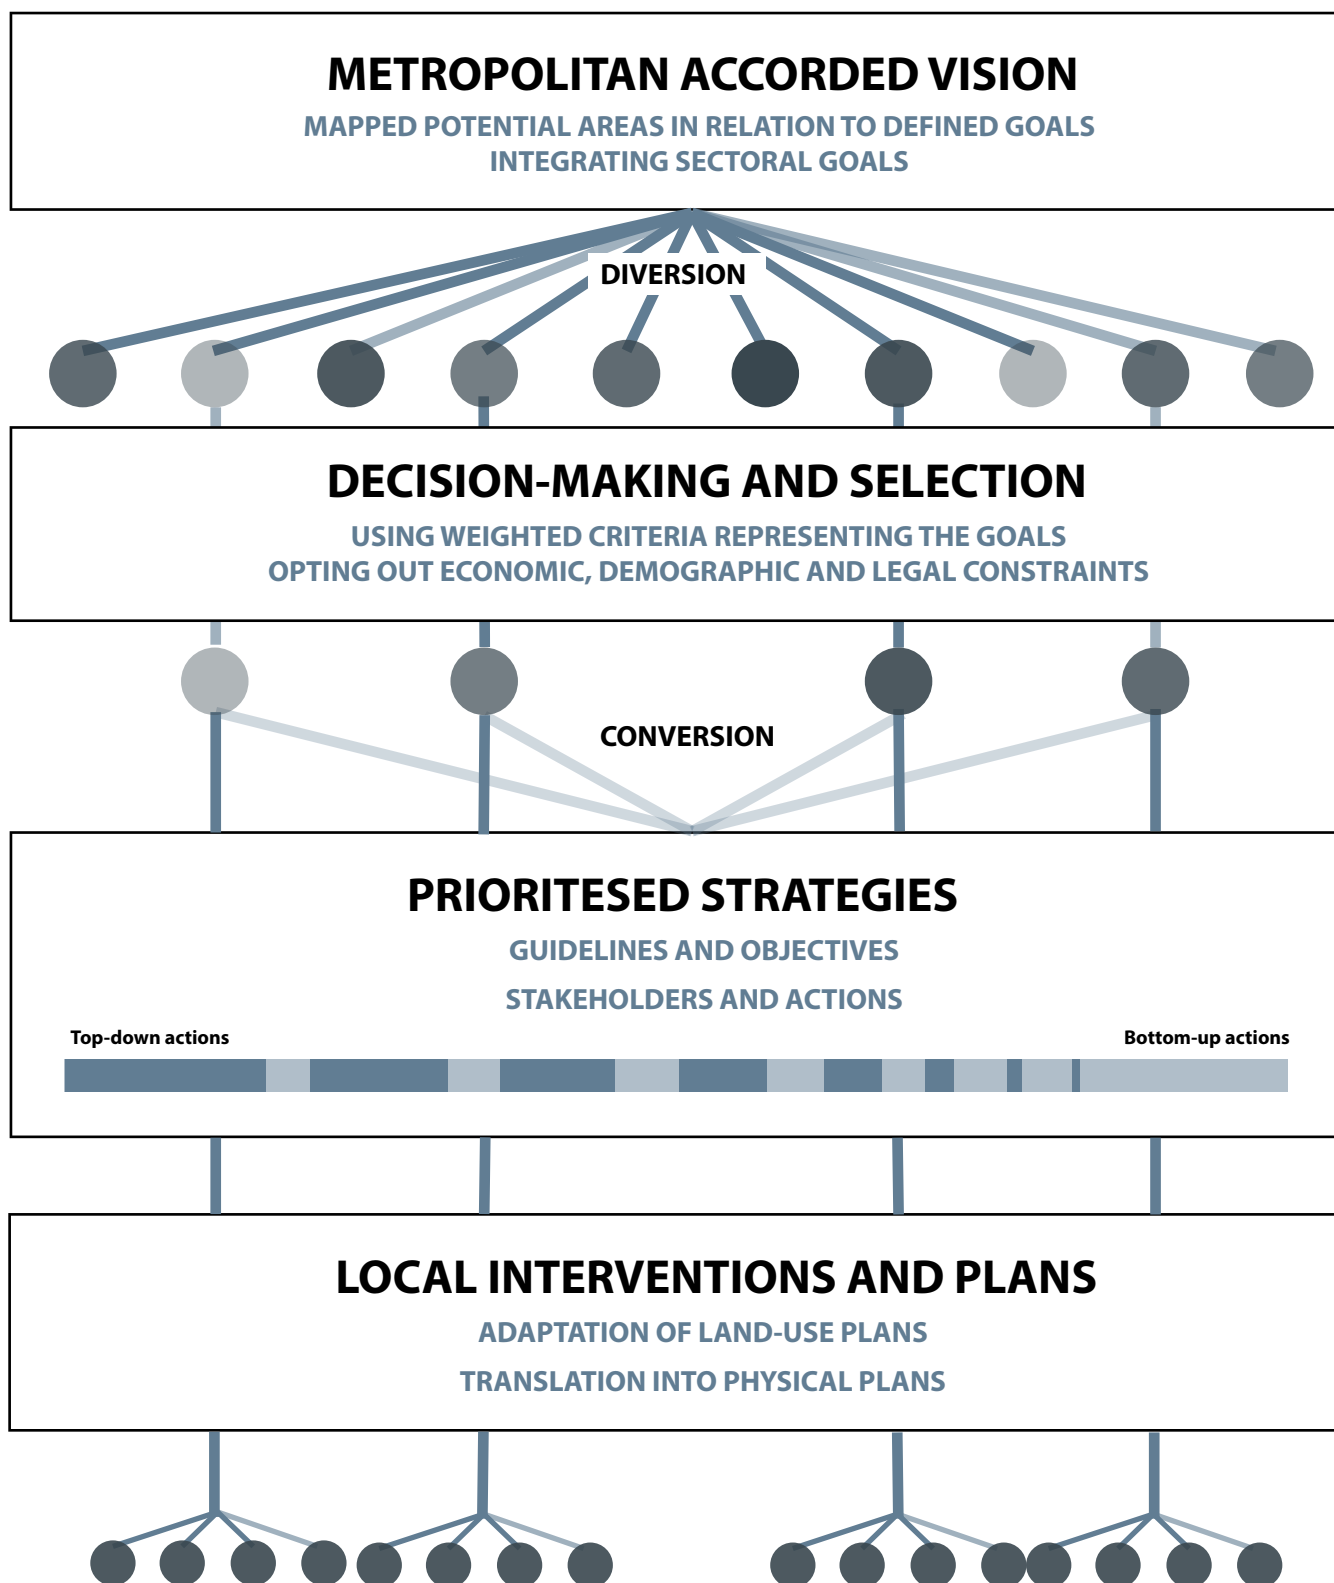 METROPOLITAN ACCORDED VISION
MAPPED POTENTIAL AREAS IN RELATION TO DEFINED GOALS
INTEGRATING SECTORAL GOALS
DIVERSION
DECISION-MAKING AND SELECTION
USING WEIGHTED CRITERIA REPRESENTING THE GOALS
OPTING OUT ECONOMIC, DEMOGRAPHIC AND LEGAL CONSTRAINTS
CONVERSION
PRIORITESED STRATEGIES
GUIDELINES AND OBJECTIVES
STAKEHOLDERS AND ACTIONS
Top-down actions
Bottom-up actions
LOCAL INTERVENTIONS AND PLANS
ADAPTATION OF LAND-USE PLANS
TRANSLATION INTO PHYSICAL PLANS